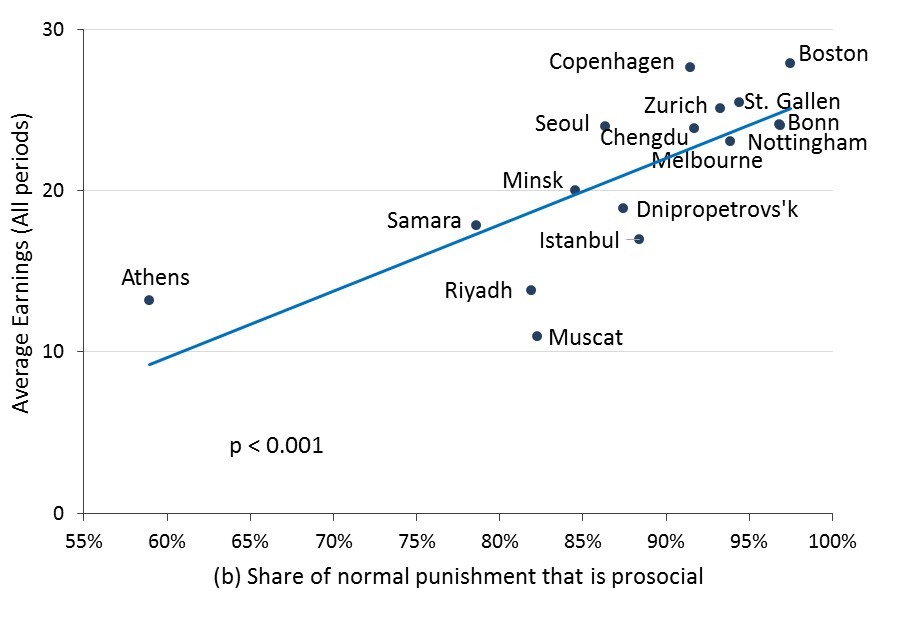 30
Boston
Copenhagen
Zurich
St. Gallen
Seoul
Chengdu
Bonn
Nottingham
Melbourne
20
Minsk
Samara
Dnipropetrovs'k
Istanbul
Athens
Riyadh
Muscat
10
p < 0.001
0
Average Earnings (All periods)
55% 60% 65% 70% 75% 80% 85% 90% 95% 100%
(b) Share of normal punishment that is prosocial